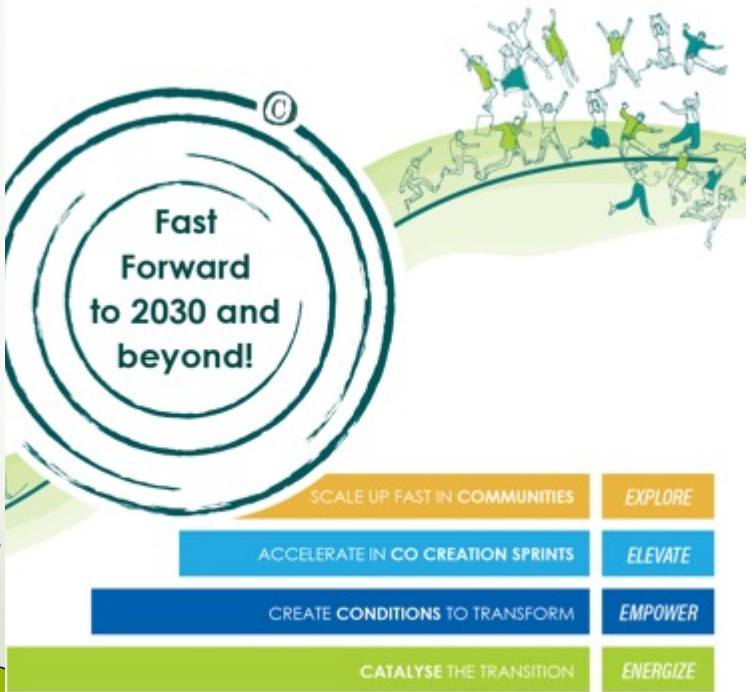 ©
Fast
Forward
to 2030 and
beyond!
SCALE UP FAST IN COMMUNITIES EXPLORE
ACCELERATE IN CO CREATION SPRINTS ELEVATE
CREATE CONDITIONS TO TRANSFORM EMPOWER
CATALYSE THE TRANSITION ENERGIZE